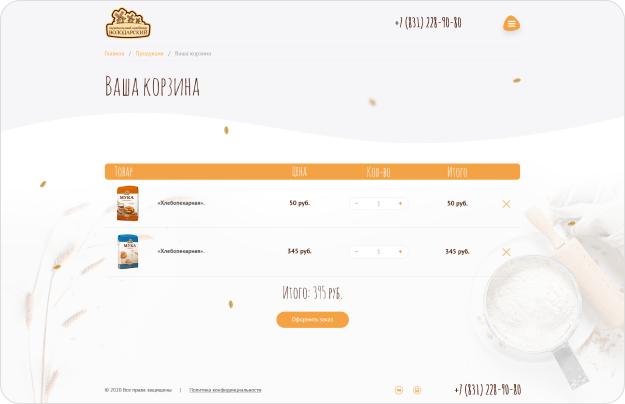 ВОЛОДАРСКИЙ
+7 (831) 228-90-80
Главная / Продукция / Ваша корзина
Ваша корзина
Товар Цена Кол-во Итого
МУКА «Хлебопекарная». 50 руб. − 1 + 50 руб.
МУКА «Хлебопекарная». 345 руб. − 1 + 345 руб.
Итого: 395 руб.
Оформить заказ
© 2020 Все права защищены | Политика конфиденциальности +7 (831) 228-90-80